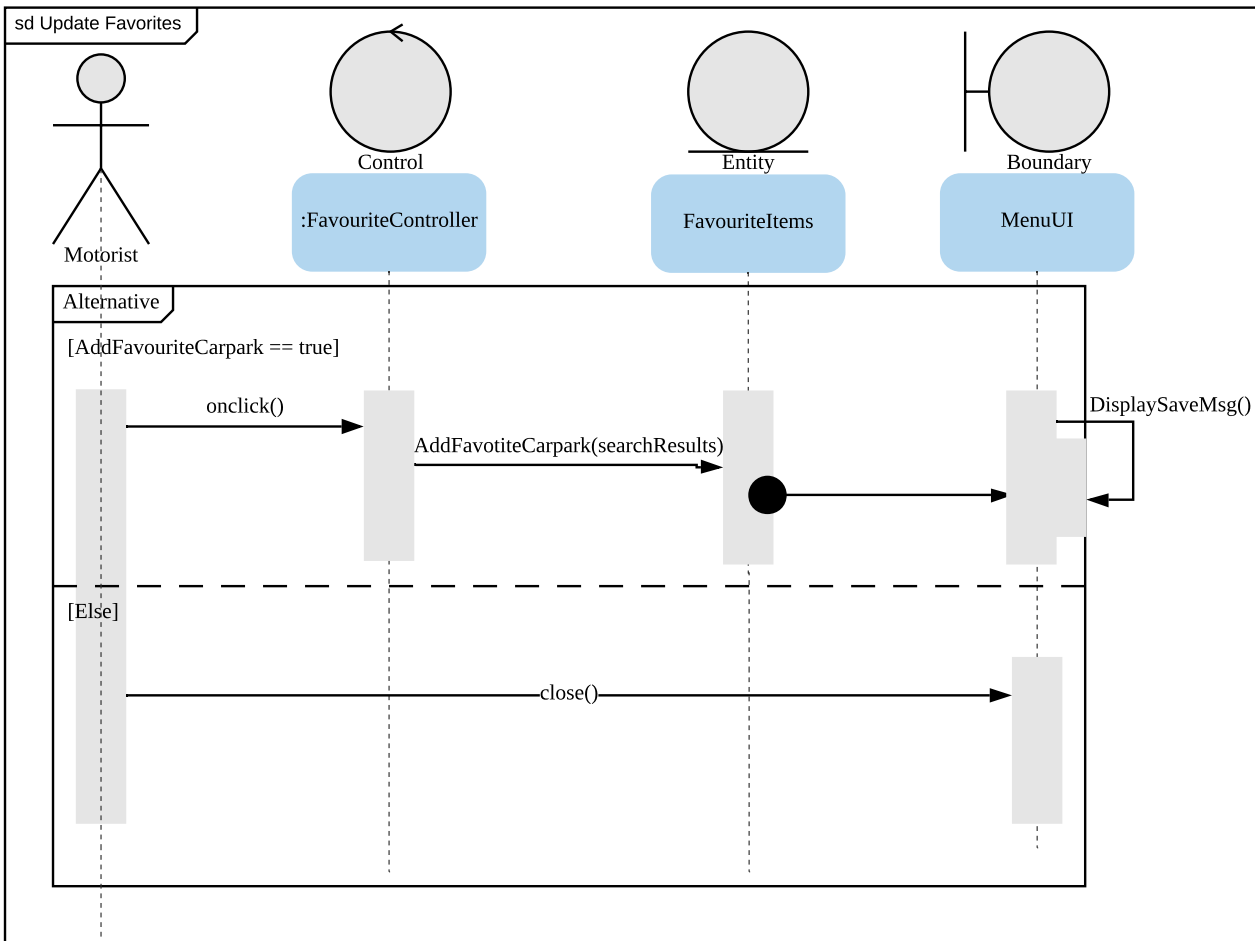 sd Update Favorites
Control
Entity
Boundary
:FavouriteController
FavouriteItems
MenuUI
Motorist
Alternative
[AddFavouriteCarpark == true]
onclick()
DisplaySaveMsg()
AddFavotiteCarpark(searchResults)
[Else]
close()